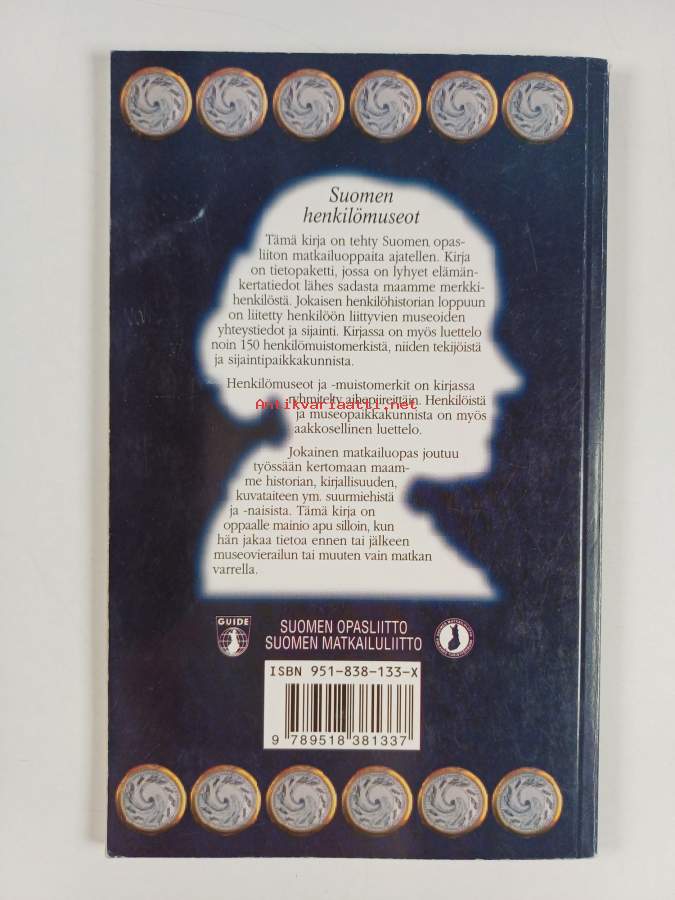 Suomen
henkilömuseot
Tämä kirja on tehty Suomen opas-
liiton matkailuoppaita ajatellen. Kirja
on tietopaketti, jossa on lyhyet elämän-
kertatiedot lähes sadasta maamme merkki-
henkilöstä. Jokaisen henkilöhistorian loppuun
on liitetty henkilöön liittyvien museoiden
yhteystiedot ja sijainti. Kirjassa on myös luettelo
noin 150 henkilömuistomerkistä, niiden tekijöistä
ja sijaintipaikkakunnista.
Henkilömuseot ja -muistomerkit on kirjassa
ryhmitelty aihepiireittäin. Henkilöistä
Antikvariaatti.net
ja museopaikkakunnista on myös
aakkosellinen luettelo.
Jokainen matkailuopas joutuu
työssään kertomaan maam-
me historian, kirjallisuuden,
kuvataiteen ym. suurmiehistä
ja -naisista. Tämä kirja on
oppaalle mainio apu silloin, kun
hän jakaa tietoa ennen tai jälkeen
museovierailun tai muuten vain matkan
varrella.
GUIDE
SUOMEN OPASLIITTO
SUOMEN MATKAILULIITTO
ISBN 951-838-133-X
9 789518 381337